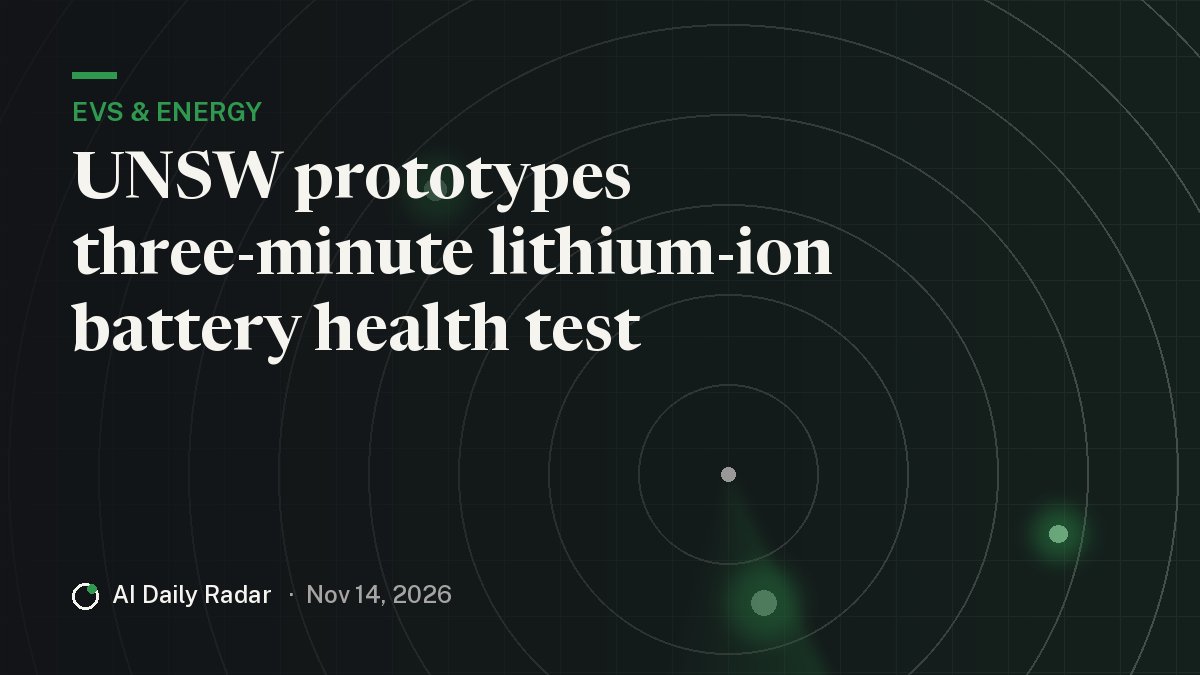 EVS & ENERGY
UNSW prototypes
three-minute lithium-ion
battery health test
AI Daily Radar · Nov 14, 2026